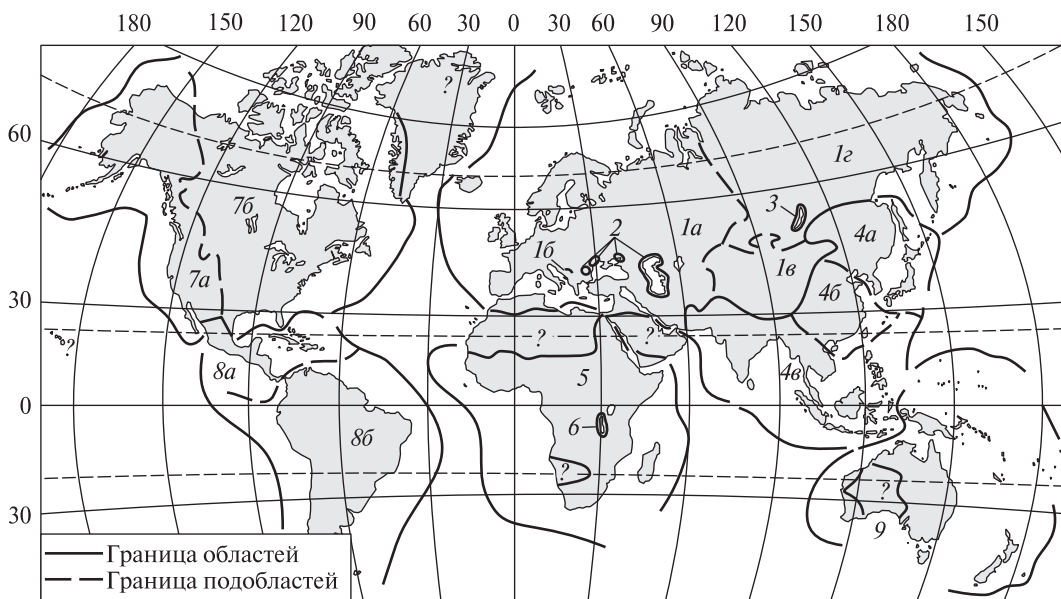 180 150 120 90 60 30 0 30 60 90 120 150 180 150
60
30
0
30
?
1г
7б
3
2
1а
4а
1б
1в
7а
4б
?
?
?
8а
4в
5
8б
6
?
?
9
Граница областей
Граница подобластей